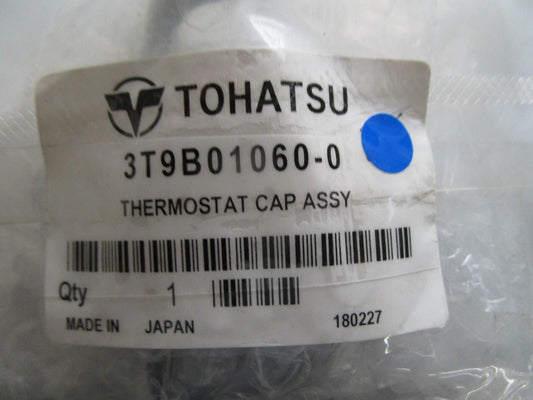 TOHATSU
3T9B01060-0
THERMOSTAT CAP ASSY
Qty 1
MADE IN JAPAN 180227